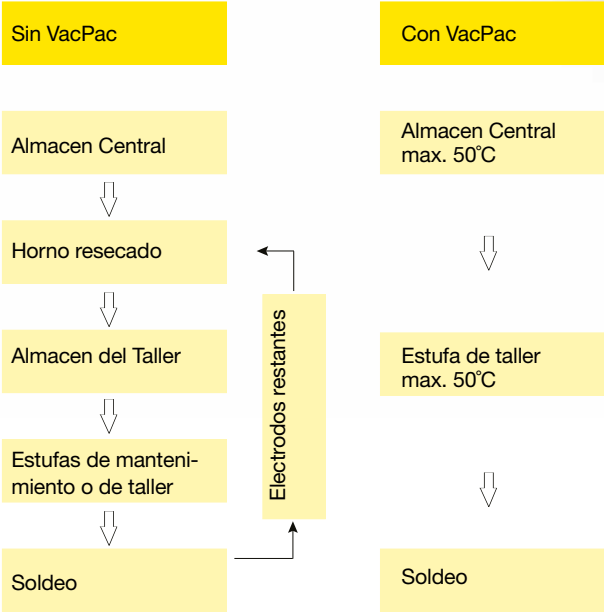 Sin VacPac
Almacen Central
Horno resecado
Almacen del Taller
Estufas de manteni-
miento o de taller
Soldeo
Electrodos restantes
Con VacPac
Almacen Central
max. 50°C
Estufa de taller
max. 50°C
Soldeo